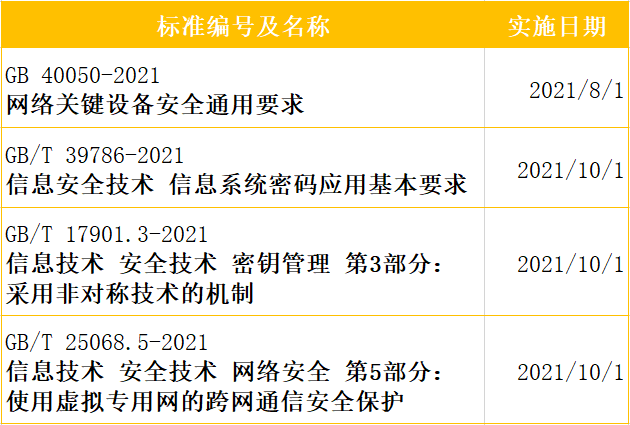 标准编号及名称 实施日期
GB 40050-2021
网络关键设备安全通用要求
2021/8/1
GB/T 39786-2021
信息安全技术 信息系统密码应用基本要求
2021/10/1
GB/T 17901.3-2021
信息技术 安全技术 密钥管理 第3部分：
采用非对称技术的机制
2021/10/1
GB/T 25068.5-2021
信息技术 安全技术 网络安全 第5部分：
使用虚拟专用网的跨网通信安全保护
2021/10/1